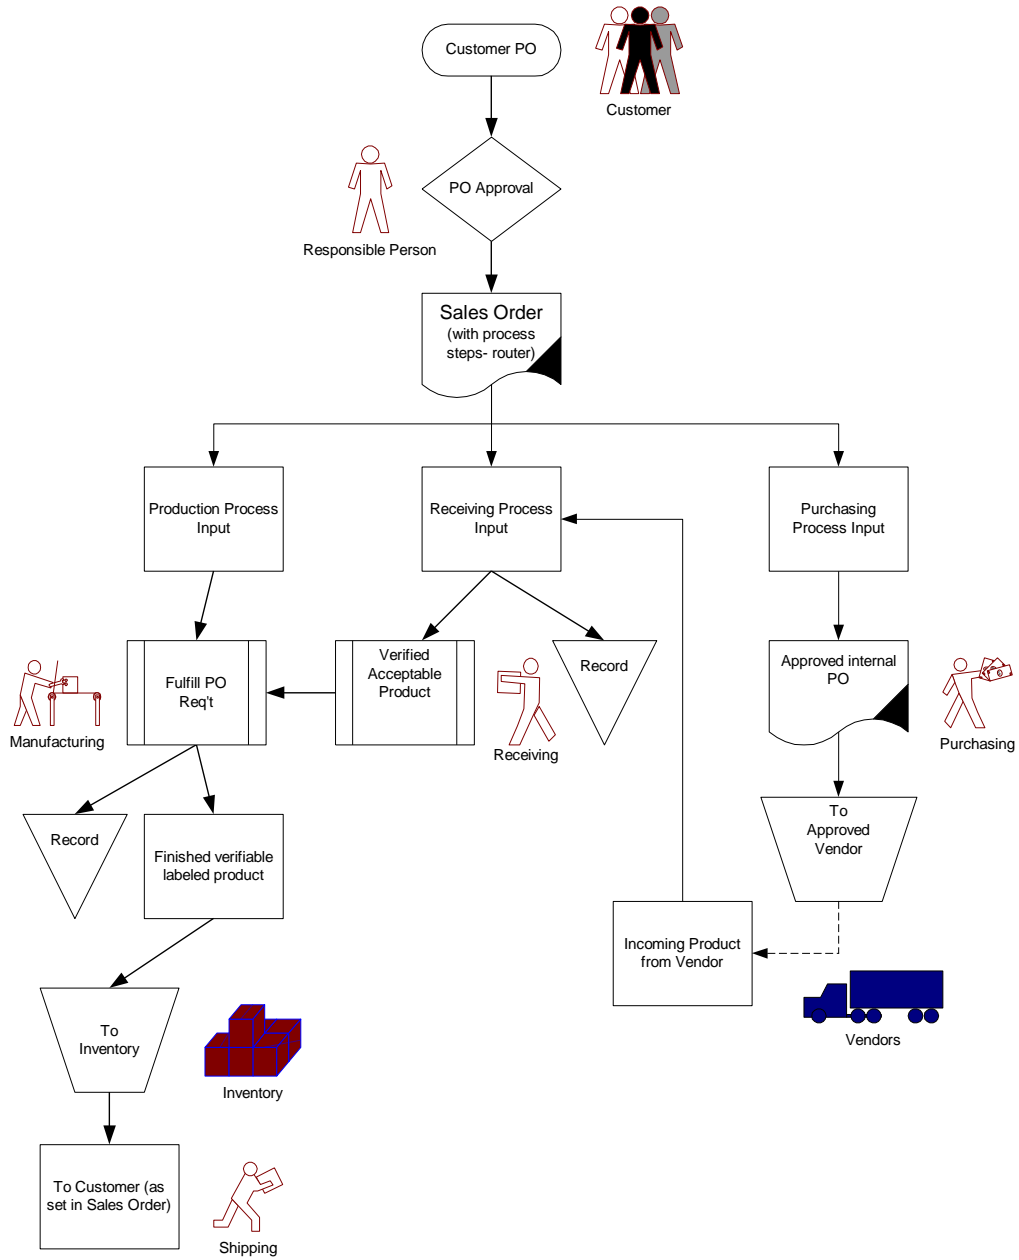 Customer PO
Customer
PO Approval
Responsible Person
Sales Order
(with process
steps- router)
Production Process
Input
Receiving Process
Input
Purchasing
Process Input
Manufacturing
Fulfill PO
Req't
Verified
Acceptable
Product
Receiving
Record
Approved internal
PO
Purchasing
Record
Finished verifiable
labeled product
To
Approved
Vendor
Incoming Product
from Vendor
Vendors
To
Inventory
Inventory
To Customer (as
set in Sales Order)
Shipping